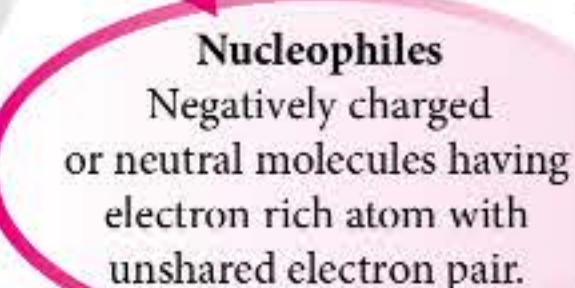 Nucleophiles
Negatively charged
or neutral molecules having
electron rich atom with
unshared electron pair.